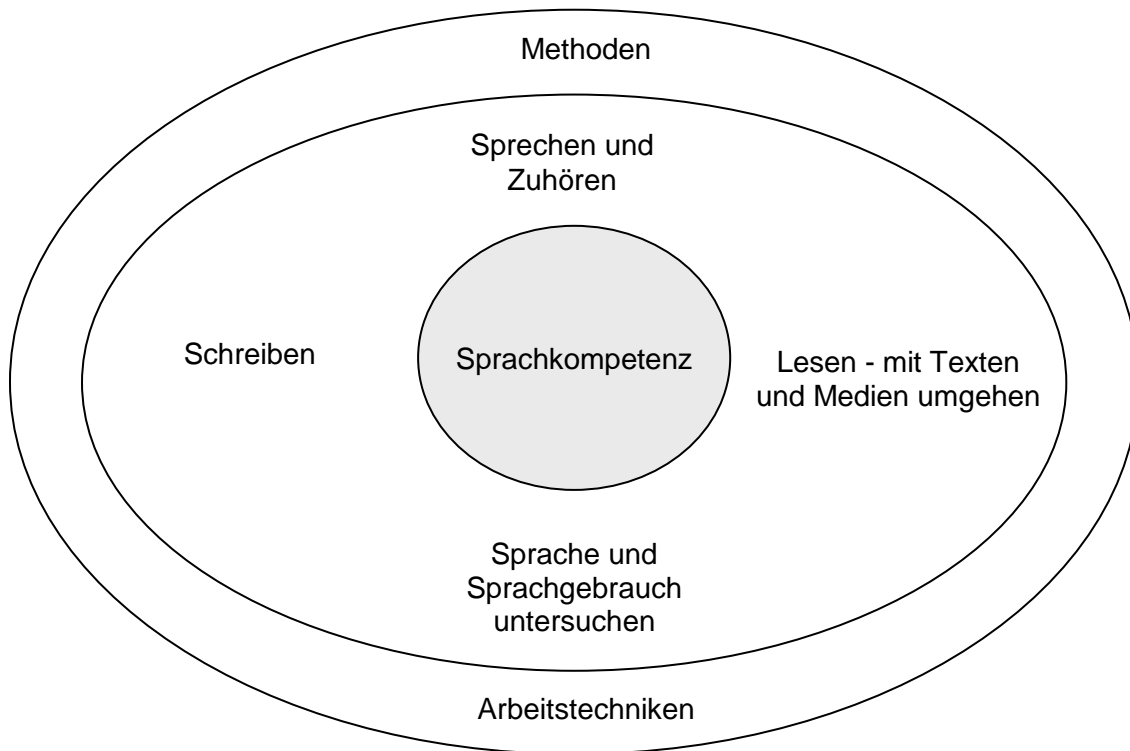 Methoden
Sprechen und
Zuhören
Schreiben
Sprachkompetenz
Lesen - mit Texten
und Medien umgehen
Sprache und
Sprachgebrauch
untersuchen
Arbeitstechniken